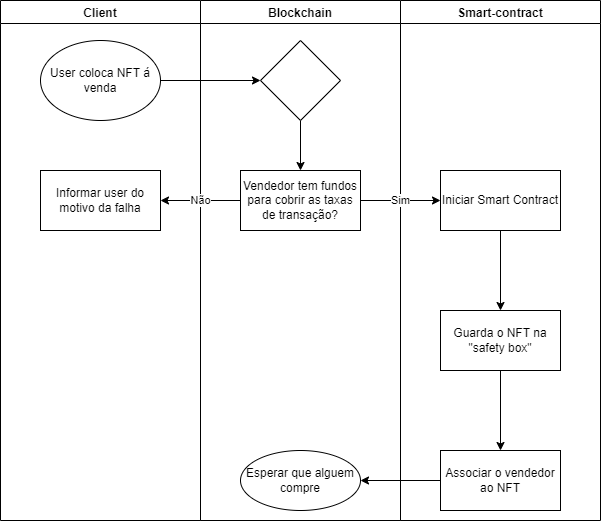 Client
Blockchain
Smart-contract
User coloca NFT á
venda
Informar user do
motivo da falha
Não
Vendedor tem fundos
para cobrir as taxas
de transação?
Sim
Iniciar Smart Contract
Guarda o NFT na
"safety box"
Esperar que alguem
compre
Associar o vendedor
ao NFT